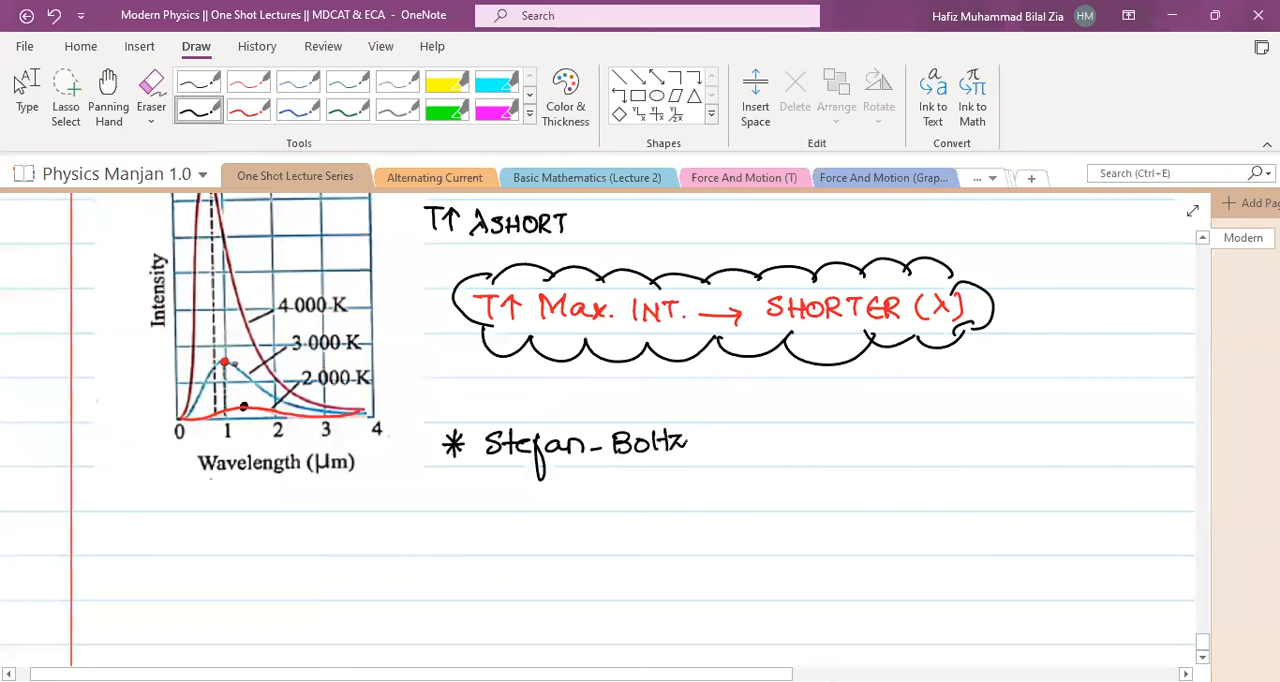 Modern Physics || One Shot Lectures || MDCAT & ECA - OneNote
Search
Hafiz Muhammad Bilal Zia
HM
File Home Insert Draw History Review View Help
Type
Lasso Select
Panning Hand
Eraser
Color & Thickness
Insert Space
Delete
Arrange
Rotate
Ink to Text
Ink to Math
Tools
Shapes
Edit
Convert
Physics Manjan 1.0
One Shot Lecture Series
Alternating Current
Basic Mathematics (Lecture 2)
Force And Motion (T)
Force And Motion (Grap...
...
Search (Ctrl+E)
Add Pag
Modern
T↑ λSHORT
T↑ Max. INT. → SHORTER (λ)
Intensity
4 000 K
3 000 K
2 000 K
0 1 2 3 4
Wavelength (μm)
* Stefan-Boltz